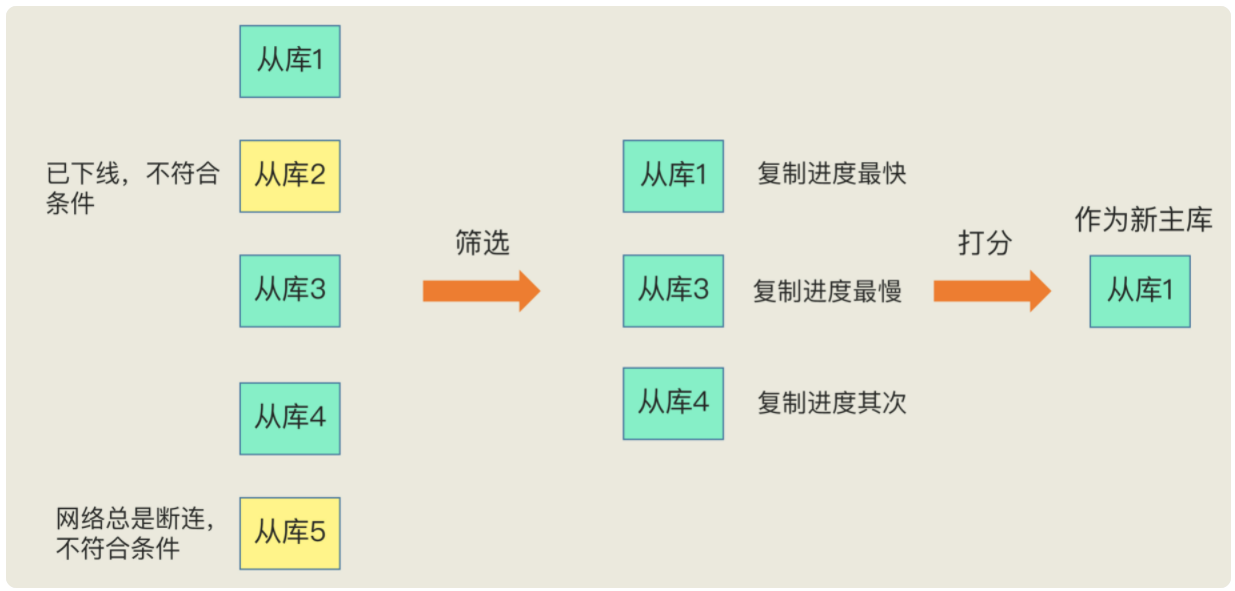 从库1
已下线，不符合
条件
从库2
从库3
从库4
网络总是断连，
不符合条件
从库5
筛选
从库1
复制进度最快
从库3
复制进度最慢
从库4
复制进度其次
打分
作为新主库
从库1